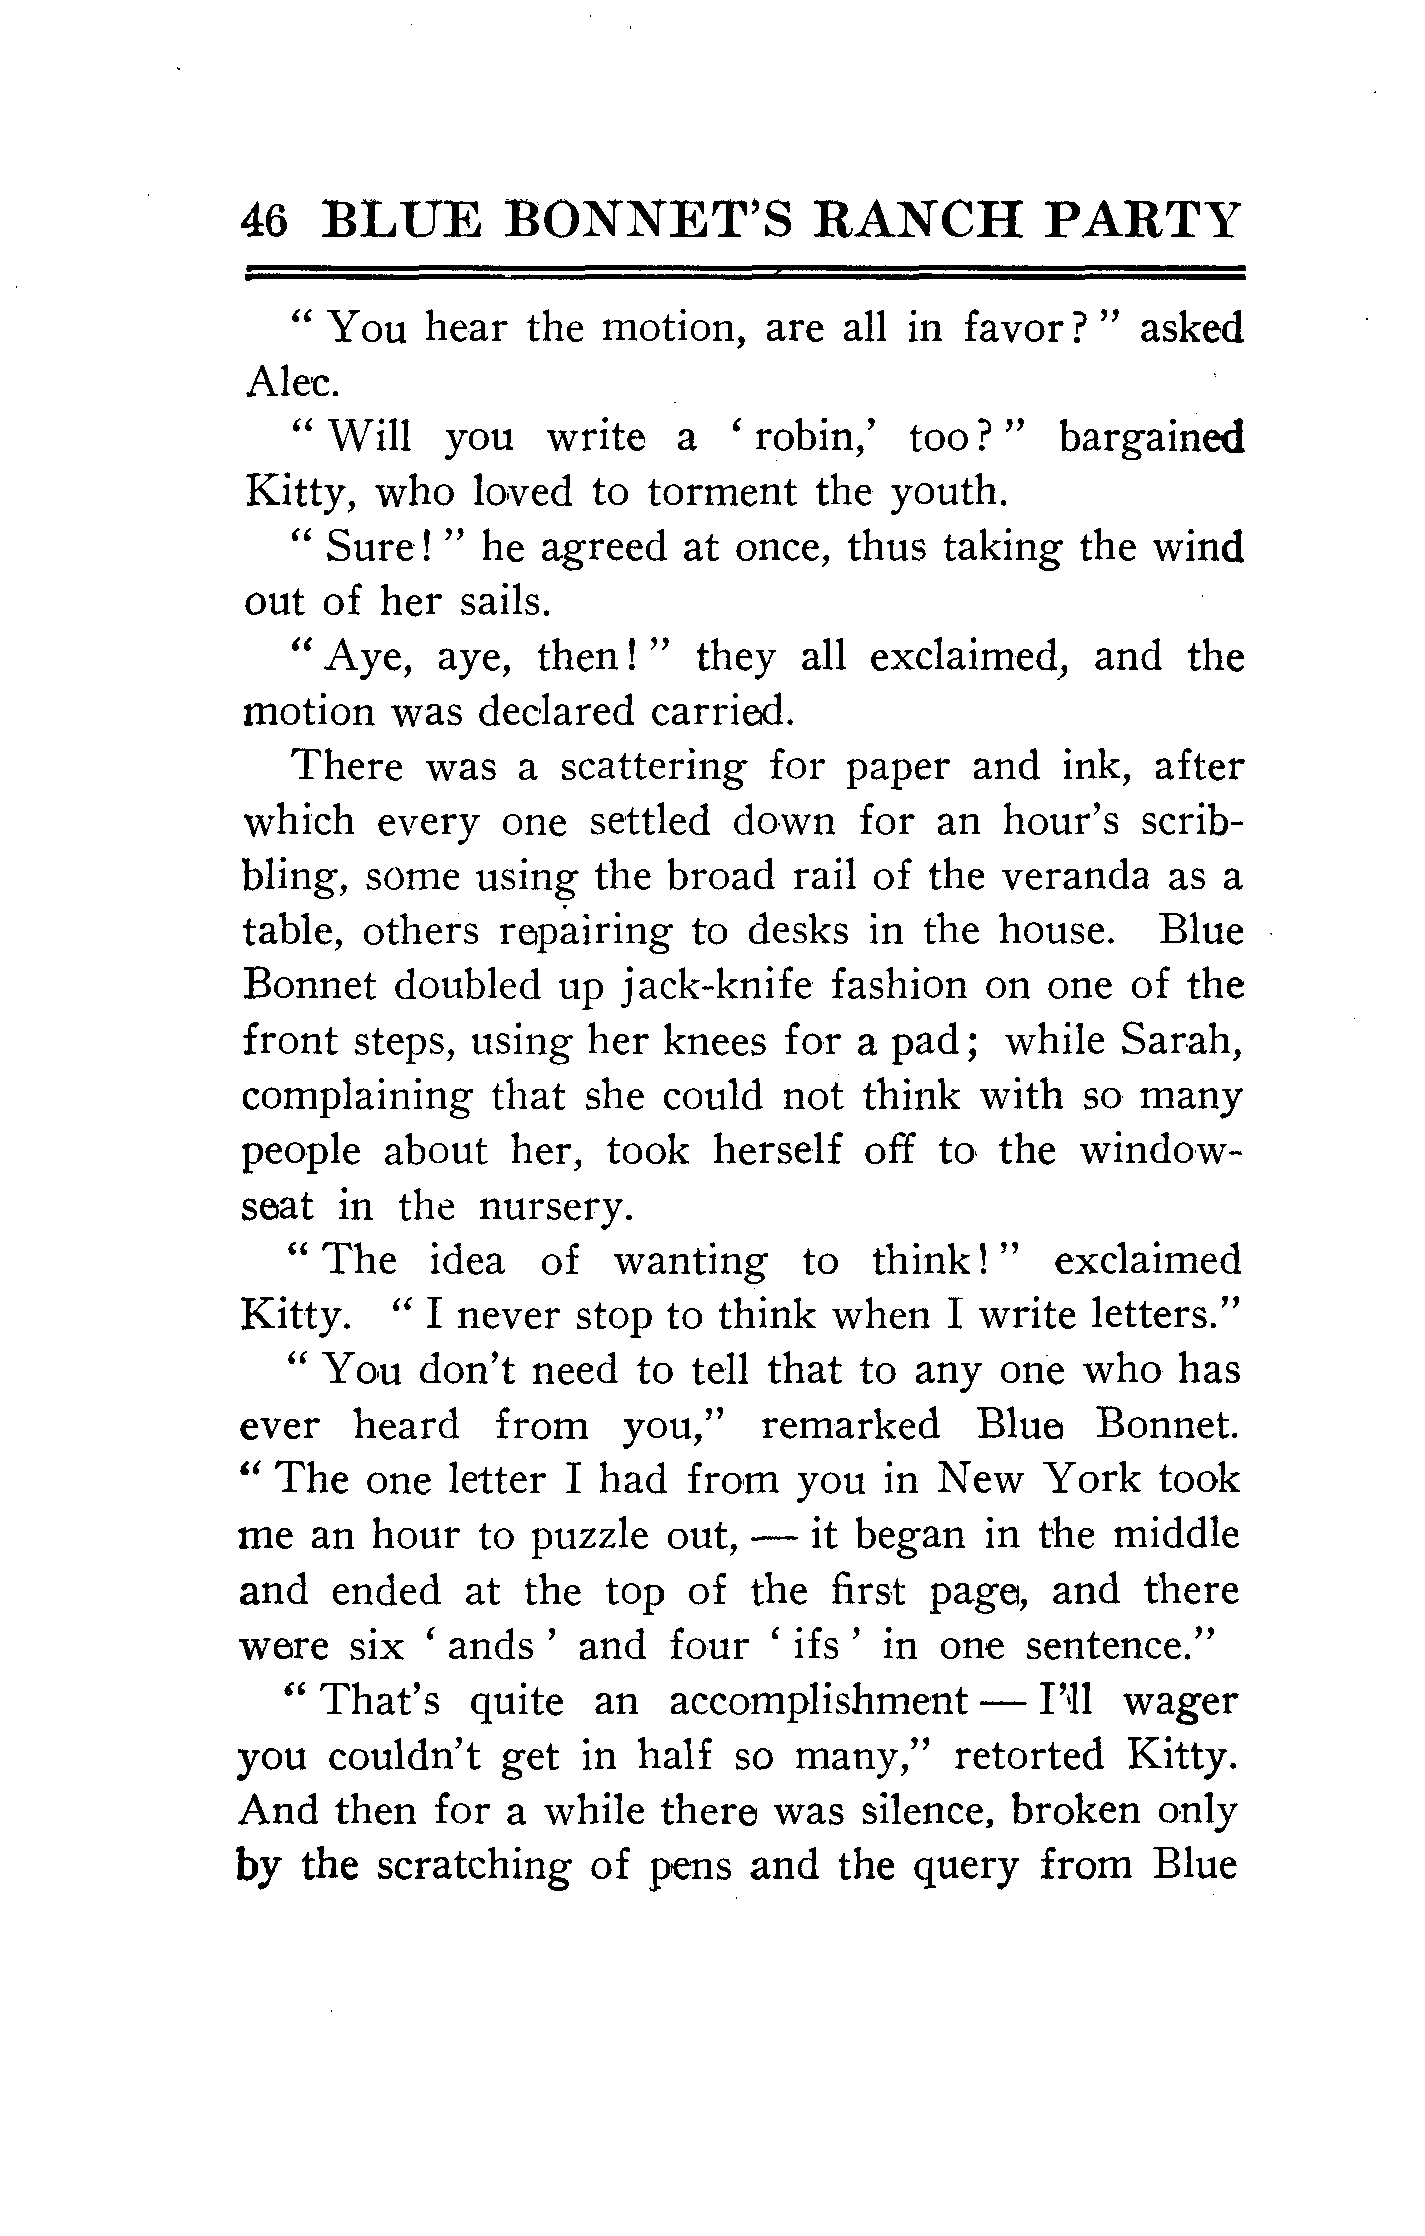 46 BLUE BONNET'S RANCH PARTY
" You hear the motion, are all in favor? " asked
Alec.
" Will you write a ' robin,' too? " bargained
Kitty, who loved to torment the youth.
" Sure! " he agreed at once, thus taking the wind
out of her sails.
" Aye, aye, then! " they all exclaimed, and the
motion was declared carried.
There was a scattering for paper and ink, after
which every one settled down for an hour's scrib-
bling, some using the broad rail of the veranda as a
table, others repairing to desks in the house. Blue
Bonnet doubled up jack-knife fashion on one of the
front steps, using her knees for a pad; while Sarah,
complaining that she could not think with so many
people about her, took herself off to the window-
seat in the nursery.
" The idea of wanting to think! " exclaimed
Kitty. " I never stop to think when I write letters."
" You don't need to tell that to any one who has
ever heard from you," remarked Blue Bonnet.
" The one letter I had from you in New York took
me an hour to puzzle out, — it began in the middle
and ended at the top of the first page, and there
were six ' ands ' and four ' ifs ' in one sentence."
" That's quite an accomplishment — I'll wager
you couldn't get in half so many," retorted Kitty.
And then for a while there was silence, broken only
by the scratching of pens and the query from Blue